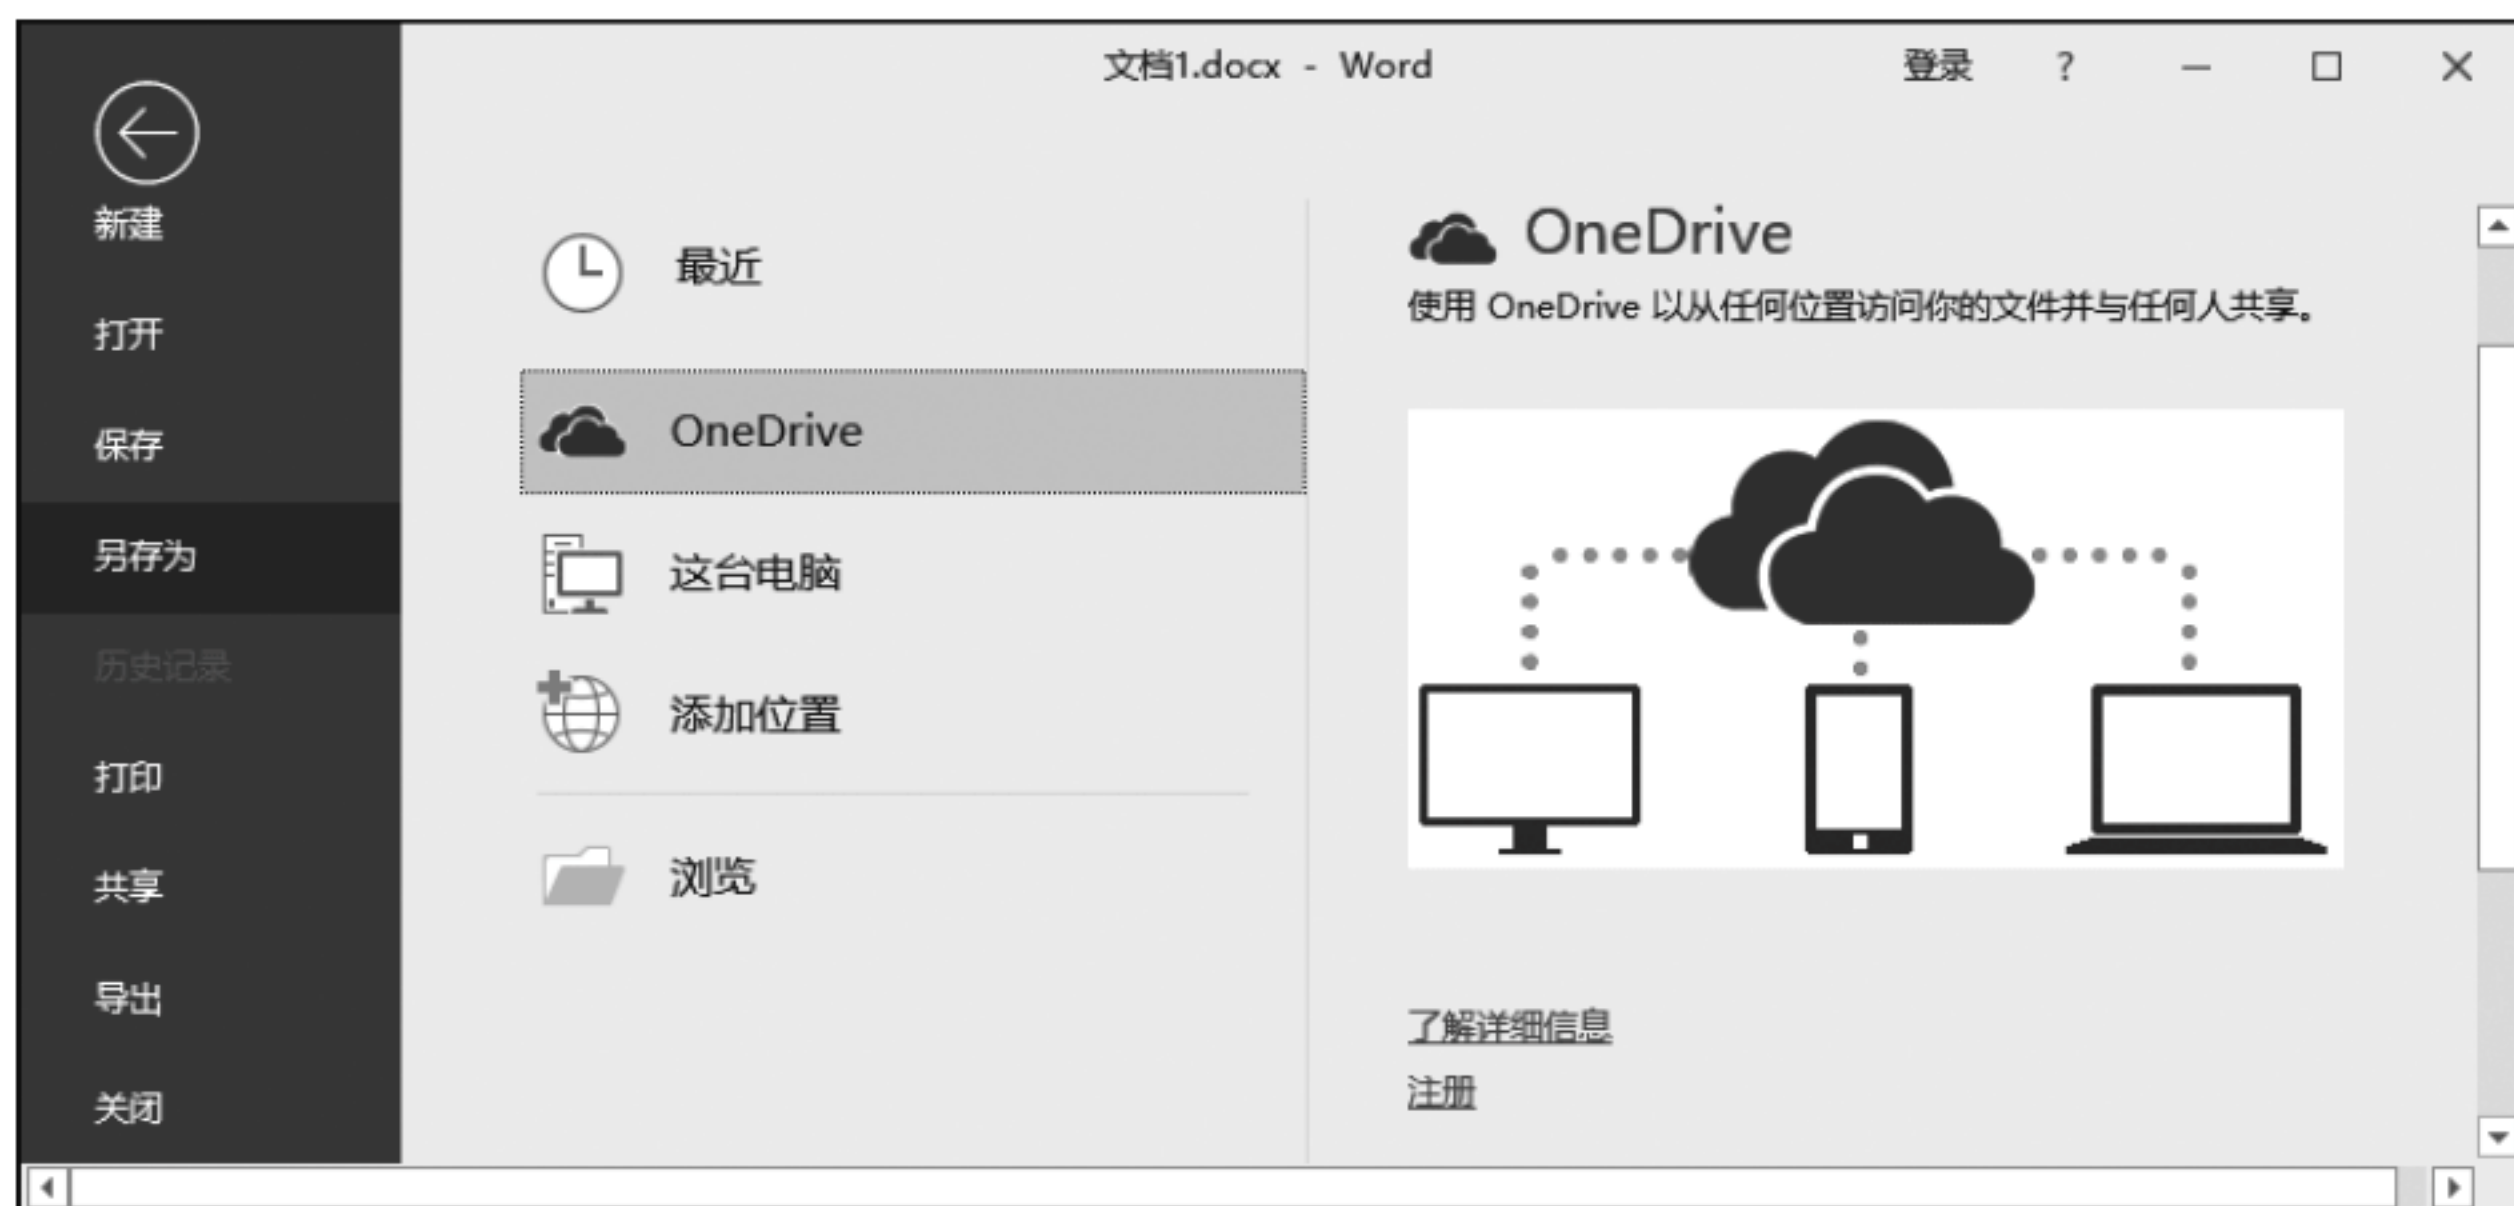 文档1.docx - Word
登录 ?
新建
打开
保存
另存为
历史记录
打印
共享
导出
关闭
最近
OneDrive
这台电脑
添加位置
浏览
OneDrive
使用 OneDrive 以从任何位置访问你的文件并与任何人共享。
了解详细信息
注册